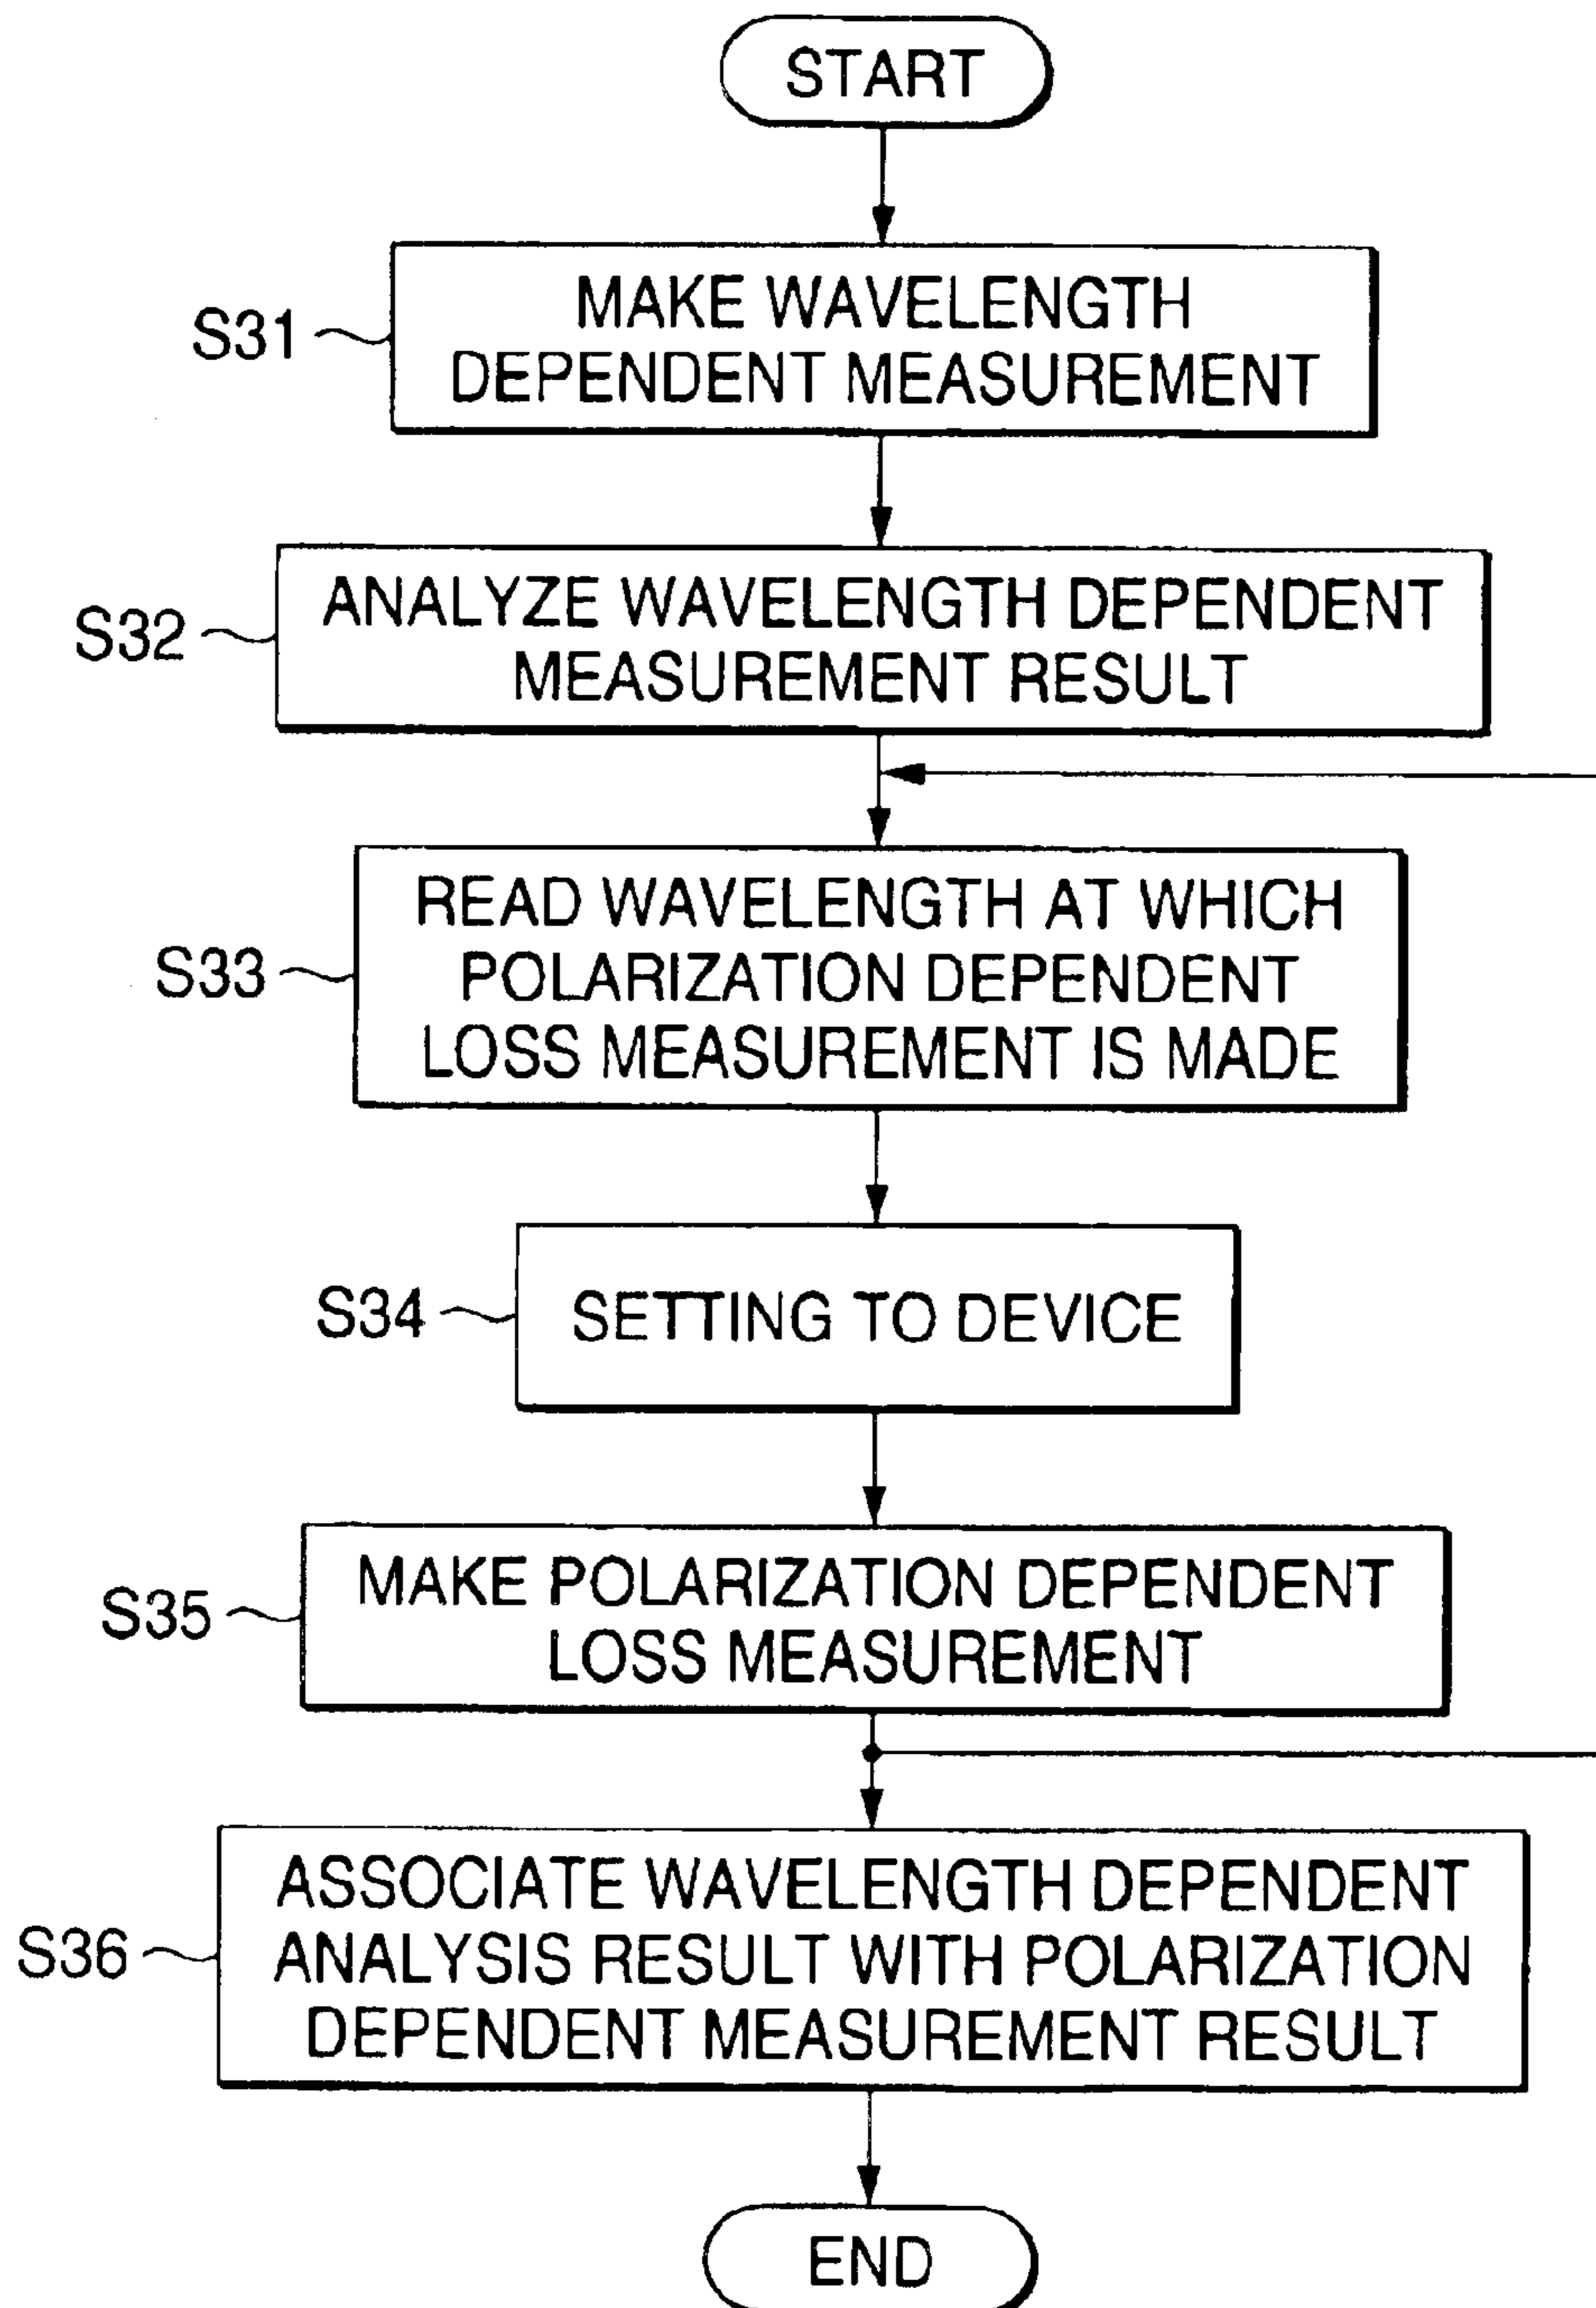 START
S31
MAKE WAVELENGTH
DEPENDENT MEASUREMENT
S32
ANALYZE WAVELENGTH DEPENDENT
MEASUREMENT RESULT
S33
READ WAVELENGTH AT WHICH
POLARIZATION DEPENDENT
LOSS MEASUREMENT IS MADE
S34
SETTING TO DEVICE
S35
MAKE POLARIZATION DEPENDENT
LOSS MEASUREMENT
S36
ASSOCIATE WAVELENGTH DEPENDENT
ANALYSIS RESULT WITH POLARIZATION
DEPENDENT MEASUREMENT RESULT
END